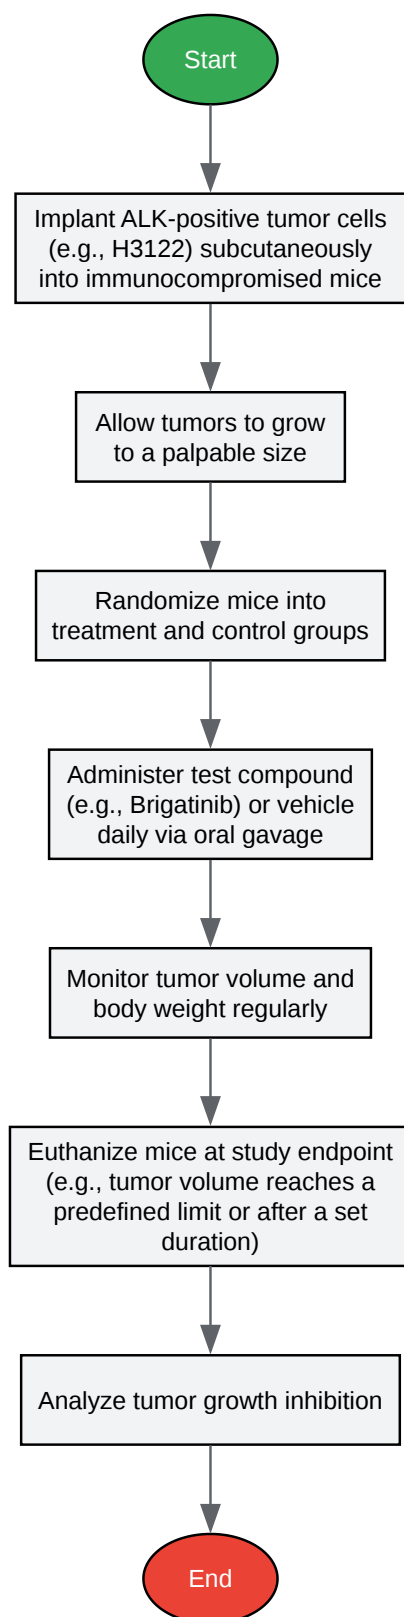 Start
Implant ALK-positive tumor cells
(e.g., H3122) subcutaneously
into immunocompromised mice
Allow tumors to grow
to a palpable size
Randomize mice into
treatment and control groups
Administer test compound
(e.g., Brigatinib) or vehicle
daily via oral gavage
Monitor tumor volume and
body weight regularly
Euthanize mice at study endpoint
(e.g., tumor volume reaches a
predefined limit or after a set
duration)
Analyze tumor growth inhibition
End